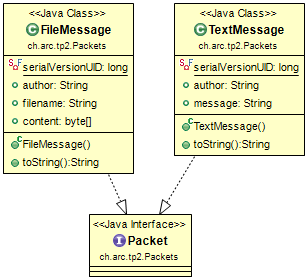 <<Java Class>>
FileMessage
ch.arc.tp2.Packets
serialVersionUID: long
author: String
filename: String
content: byte[]
FileMessage()
toString():String
<<Java Class>>
TextMessage
ch.arc.tp2.Packets
serialVersionUID: long
author: String
message: String
TextMessage()
toString():String
<<Java Interface>>
Packet
ch.arc.tp2.Packets